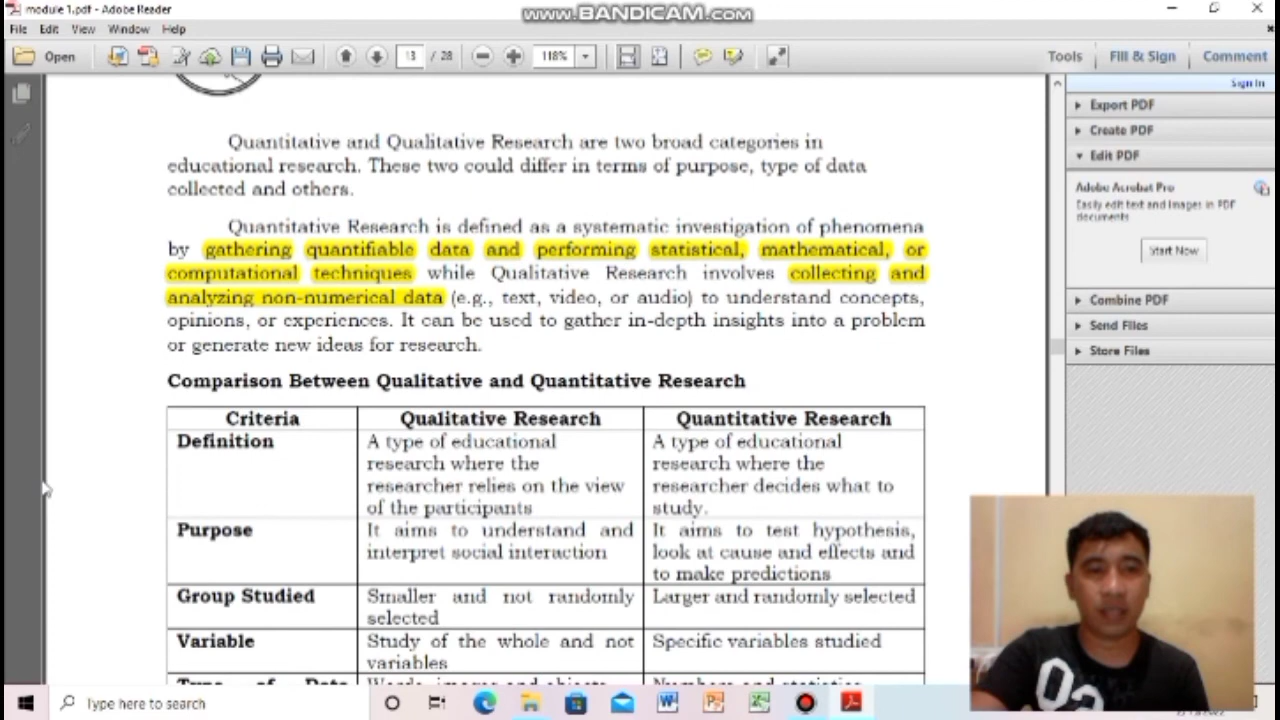 module 1.pdf - Adobe Reader
www.BANDICAM.com
File Edit View Window Help
Open 13 / 28 118% Tools Fill & Sign Comment
Sign In
Export PDF
Create PDF
Edit PDF
Adobe Acrobat Pro
Easily edit text and images in PDF
documents
Start Now
Combine PDF
Send Files
Store Files
Quantitative and Qualitative Research are two broad categories in
educational research. These two could differ in terms of purpose, type of data
collected and others.
Quantitative Research is defined as a systematic investigation of phenomena
by gathering quantifiable data and performing statistical, mathematical, or
computational techniques while Qualitative Research involves collecting and
analyzing non-numerical data (e.g., text, video, or audio) to understand concepts,
opinions, or experiences. It can be used to gather in-depth insights into a problem
or generate new ideas for research.
Comparison Between Qualitative and Quantitative Research
Criteria Qualitative Research Quantitative Research
Definition
A type of educational
research where the
researcher relies on the view
of the participants
A type of educational
research where the
researcher decides what to
study.
Purpose
It aims to understand and
interpret social interaction
It aims to test hypothesis,
look at cause and effects and
to make predictions
Group Studied
Smaller and not randomly
selected
Larger and randomly selected
Variable
Study of the whole and not
variables
Specific variables studied
Type of Data
Words, images and objects
Numbers and statistics
Type here to search